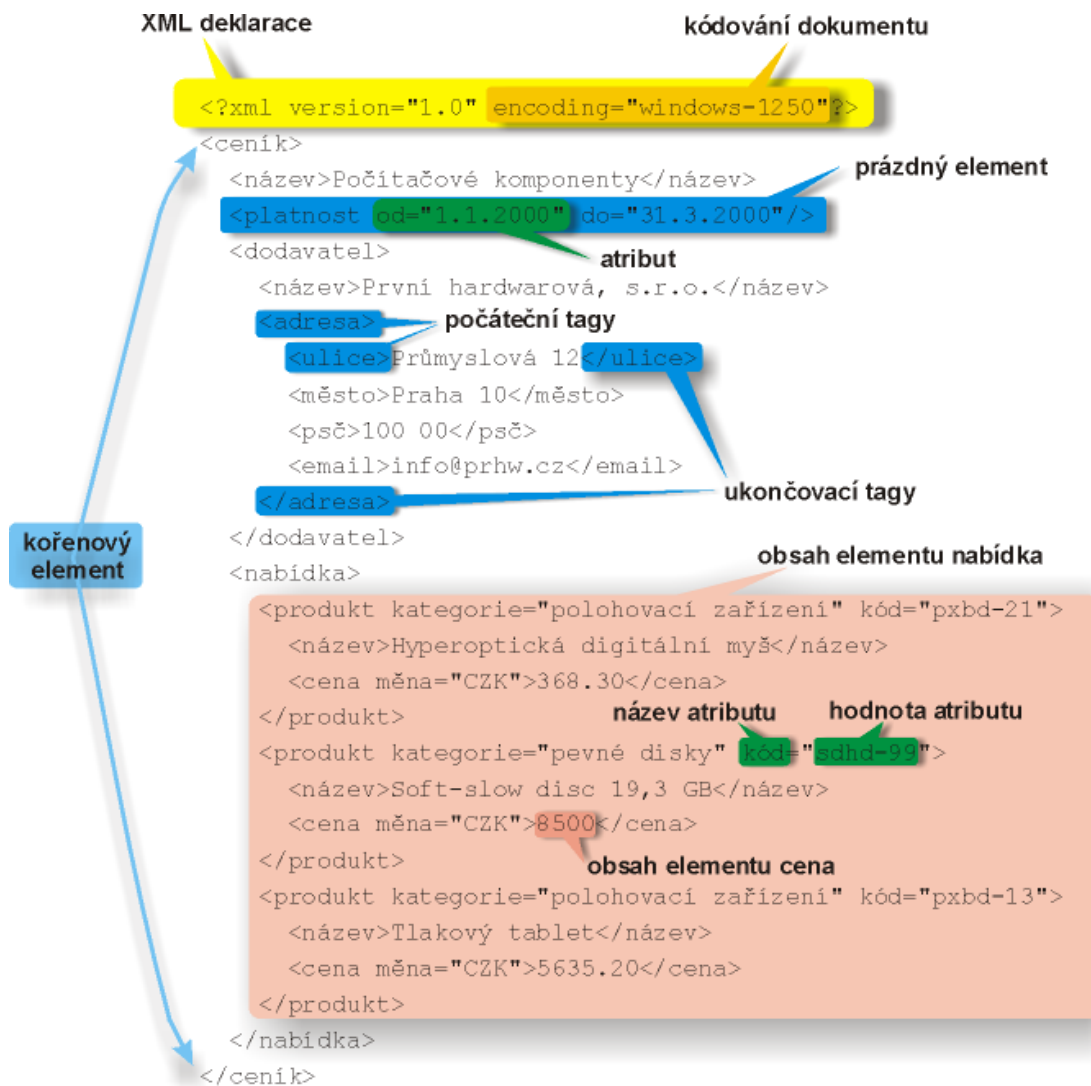 XML deklarace
kódování dokumentu
<?xml version="1.0" encoding="windows-1250"?>
<ceník>
prázdný element
<název>Počítačové komponenty</název>
<platnost od="1.1.2000" do="31.3.2000"/>
<dodavatel>
atribut
<název>První hardwarová, s.r.o.</název>
<adresa>
počáteční tagy
<ulice>Průmyslová 12</ulice>
<město>Praha 10</město>
<psč>100 00</psč>
<email>info@prhw.cz</email>
ukončovací tagy
</adresa>
kořenový
element
</dodavatel>
obsah elementu nabídka
<nabídka>
<produkt kategorie="polohovací zařízení" kód="pxbd-21">
<název>Hyperoptická digitální myš</název>
<cena měna="CZK">368.30</cena>
</produkt>
název atributu
hodnota atributu
<produkt kategorie="pevné disky" kód="sdhd-99">
<název>Soft-slow disc 19,3 GB</název>
<cena měna="CZK">8500</cena>
</produkt>
obsah elementu cena
<produkt kategorie="polohovací zařízení" kód="pxbd-13">
<název>Tlakový tablet</název>
<cena měna="CZK">5635.20</cena>
</produkt>
</nabídka>
</ceník>